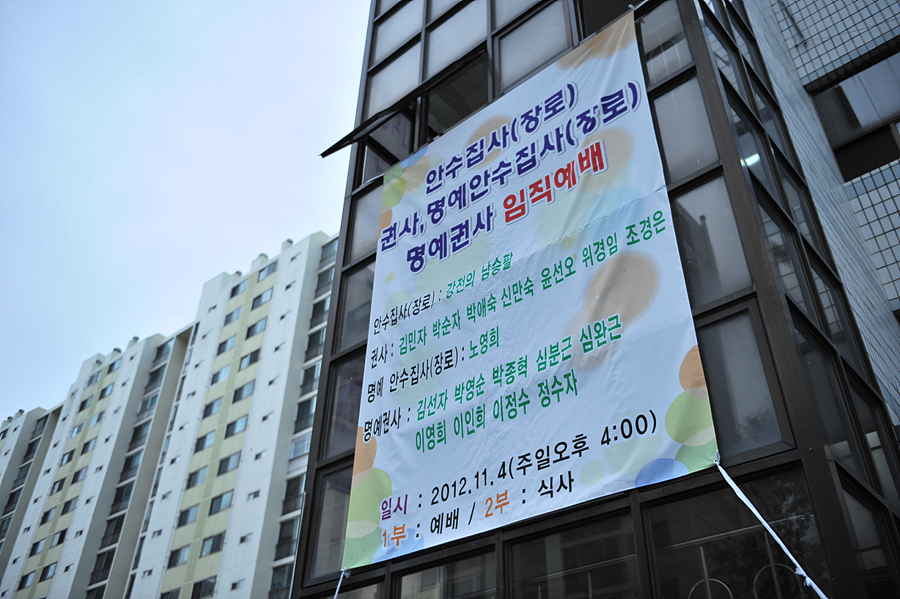 안수집사(장로)
권사, 명예안수집사(장로)
명예권사 임직예배
안수집사(장로) : 강전의 남승팔
권사 : 김민자 박순자 박애숙 신만숙 윤선오 위경임 조경은
명예 안수집사(장로) : 노영희
명예권사 : 김선자 박영순 박종혁 심분근 심완근
이영희 이인희 이정수 정수자
일시 : 2012.11.4(주일오후 4:00)
1부 : 예배 / 2부 : 식사